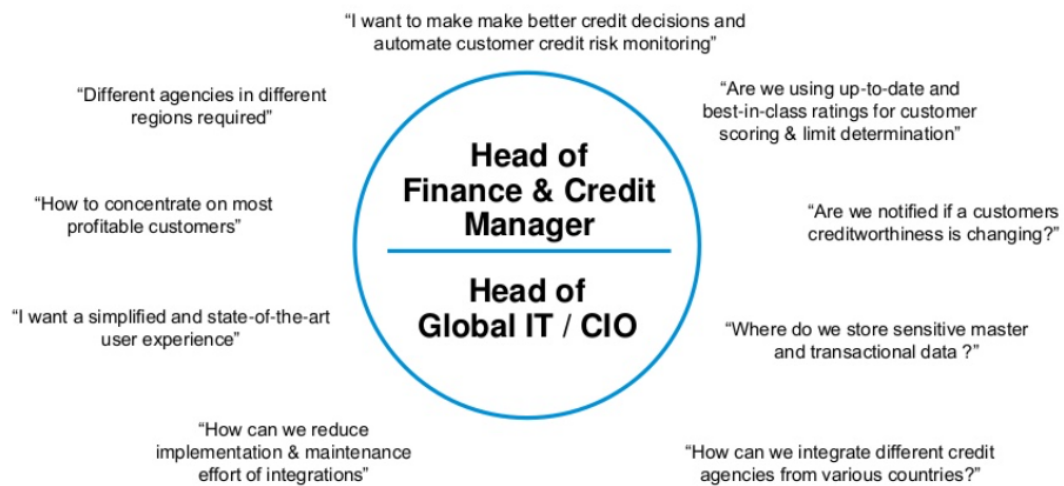 “I want to make make better credit decisions and
automate customer credit risk monitoring”
“Different agencies in different
regions required”
“Are we using up-to-date and
best-in-class ratings for customer
scoring & limit determination”
Head of
Finance & Credit
Manager
“How to concentrate on most
profitable customers”
“Are we notified if a customers
creditworthiness is changing?”
Head of
Global IT / CIO
“I want a simplified and state-of-the-art
user experience”
“Where do we store sensitive master
and transactional data ?”
“How can we reduce
implementation & maintenance
effort of integrations”
“How can we integrate different credit
agencies from various countries?”